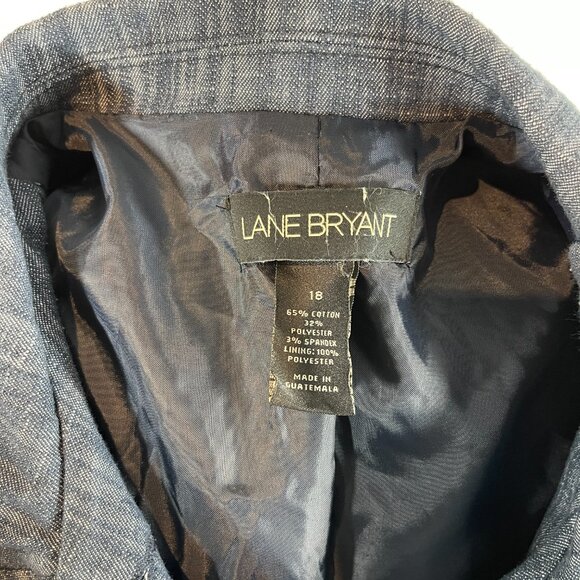 LANE BRYANT
18
65% COTTON
32%
POLYESTER
3% SPANDEX
LINING: 100%
POLYESTER
MADE IN
GUATEMALA